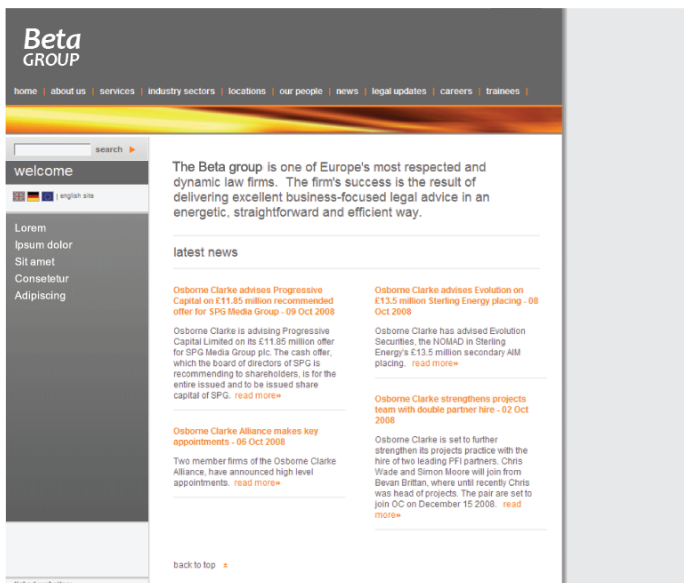 Beta
GROUP
home | about us | services | industry sectors | locations | our people | news | legal updates | careers | trainees |
search
welcome
| english site
Lorem
Ipsum dolor
Sit amet
Consetetur
Adipiscing
The Beta group is one of Europe's most respected and
dynamic law firms. The firm's success is the result of
delivering excellent business-focused legal advice in an
energetic, straightforward and efficient way.
latest news
Osborne Clarke advises Progressive
Capital on £11.85 million recommended
offer for SPG Media Group - 09 Oct 2008
Osborne Clarke is advising Progressive
Capital Limited on its £11.85 million offer
for SPG Media Group plc. The cash offer,
which the board of directors of SPG is
recommending to shareholders, is for the
entire issued and to be issued share
capital of SPG. read more»
Osborne Clarke Alliance makes key
appointments - 06 Oct 2008
Two member firms of the Osborne Clarke
Alliance, have announced high level
appointments. read more»
Osborne Clarke advises Evolution on
£13.5 million Sterling Energy placing - 08
Oct 2008
Osborne Clarke has advised Evolution
Securities, the NOMAD in Sterling
Energy's £13.5 million secondary AIM
placing. read more»
Osborne Clarke strengthens projects
team with double partner hire - 02 Oct
2008
Osborne Clarke is set to further
strengthen its projects practice with the
hire of two leading PFI partners. Chris
Wade and Simon Moore will join from
Bevan Brittan, where until recently Chris
was head of projects. The pair are set to
join OC on December 15 2008. read
more»
back to top